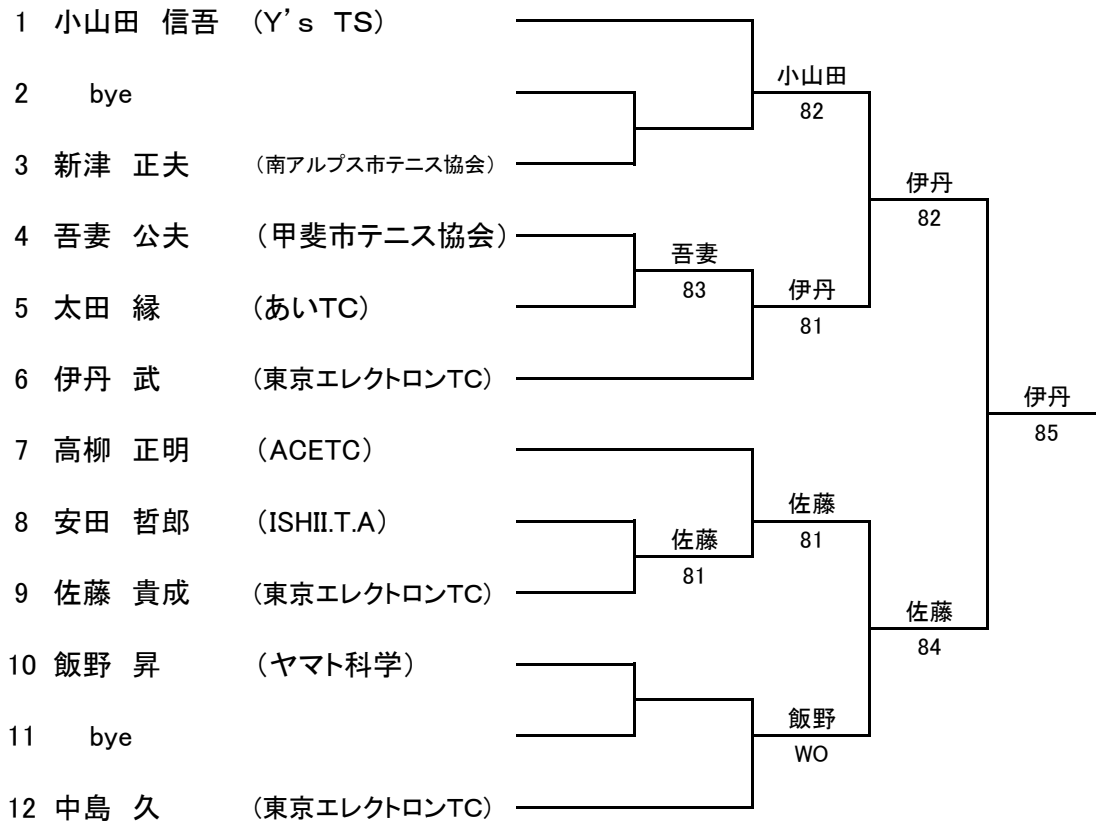 1 小山田 信吾 (Y's TS)
小山田
2 bye
82
3 新津 正夫 (南アルプス市テニス協会)
伊丹
4 吾妻 公夫 (甲斐市テニス協会)
82
吾妻
83
伊丹
5 太田 縁 (あいTC)
81
6 伊丹 武 (東京エレクトロンTC)
伊丹
85
7 高柳 正明 (ACETC)
佐藤
8 安田 哲郎 (ISHII.T.A)
81
佐藤
81
9 佐藤 貴成 (東京エレクトロンTC)
佐藤
84
10 飯野 昇 (ヤマト科学)
飯野
11 bye
WO
12 中島 久 (東京エレクトロンTC)